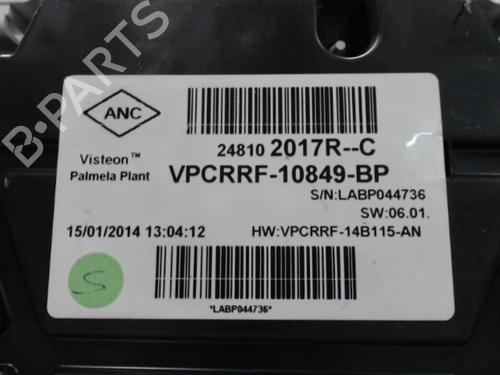 ANC
24810 2017R--C
Visteon™
Palmela Plant
VPCRRF-10849-BP
S/N:LABP044736
SW:06.01.
15/01/2014 13:04:12
HW:VPCRRF-14B115-AN
S
*LABP044736*
B-PARTS